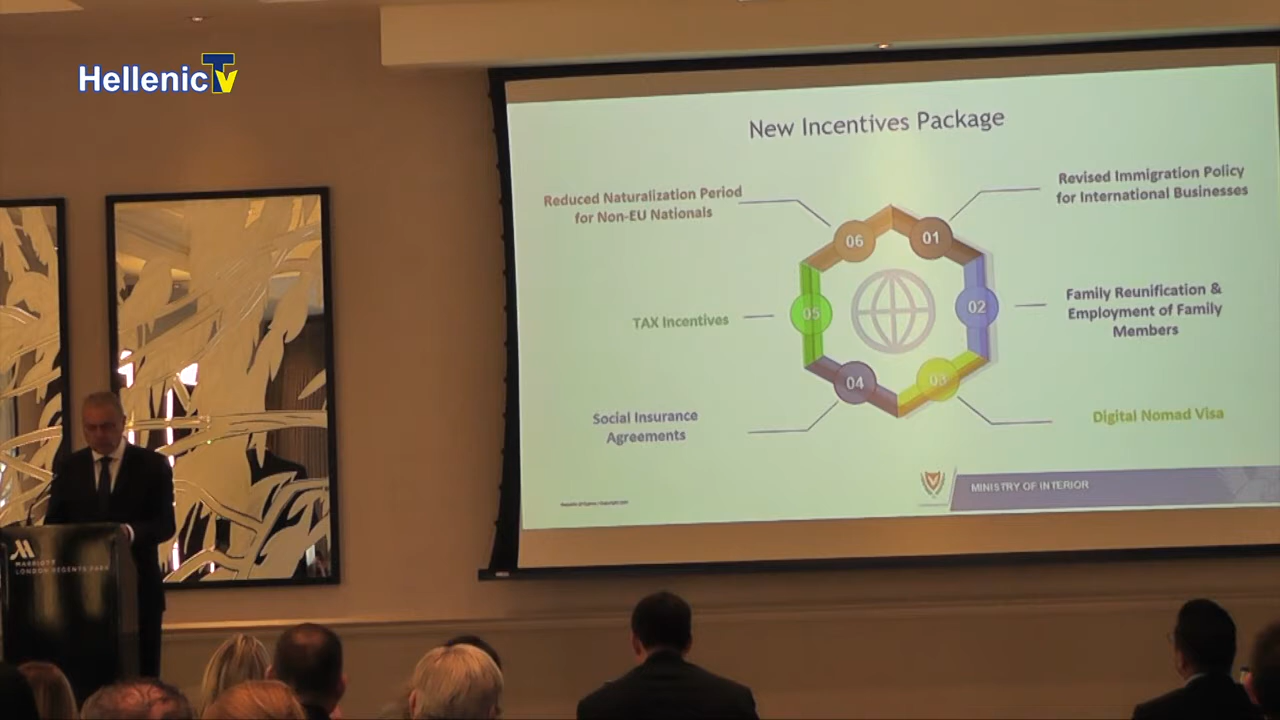 HellenicTv
New Incentives Package
Reduced Naturalization Period
for Non-EU Nationals
Revised Immigration Policy
for International Businesses
06
01
TAX Incentives
05
02
Family Reunification &
Employment of Family
Members
04
03
Social Insurance
Agreements
Digital Nomad Visa
MINISTRY OF INTERIOR
MARRIOTT
LONDON REGENTS PARK